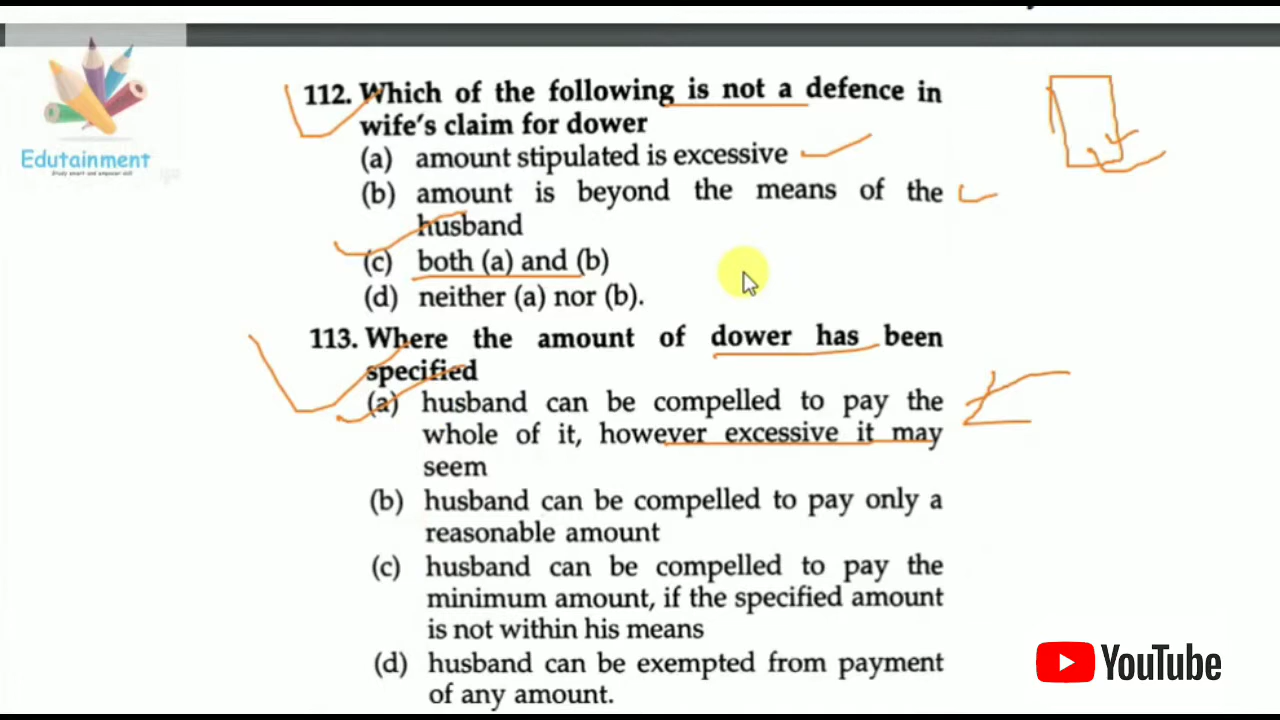 Edutainment
112. Which of the following is not a defence in
wife's claim for dower
(a) amount stipulated is excessive
(b) amount is beyond the means of the
husband
(c) both (a) and (b)
(d) neither (a) nor (b).
113. Where the amount of dower has been
specified
(a) husband can be compelled to pay the
whole of it, however excessive it may
seem
(b) husband can be compelled to pay only a
reasonable amount
(c) husband can be compelled to pay the
minimum amount, if the specified amount
is not within his means
(d) husband can be exempted from payment
of any amount.
YouTube